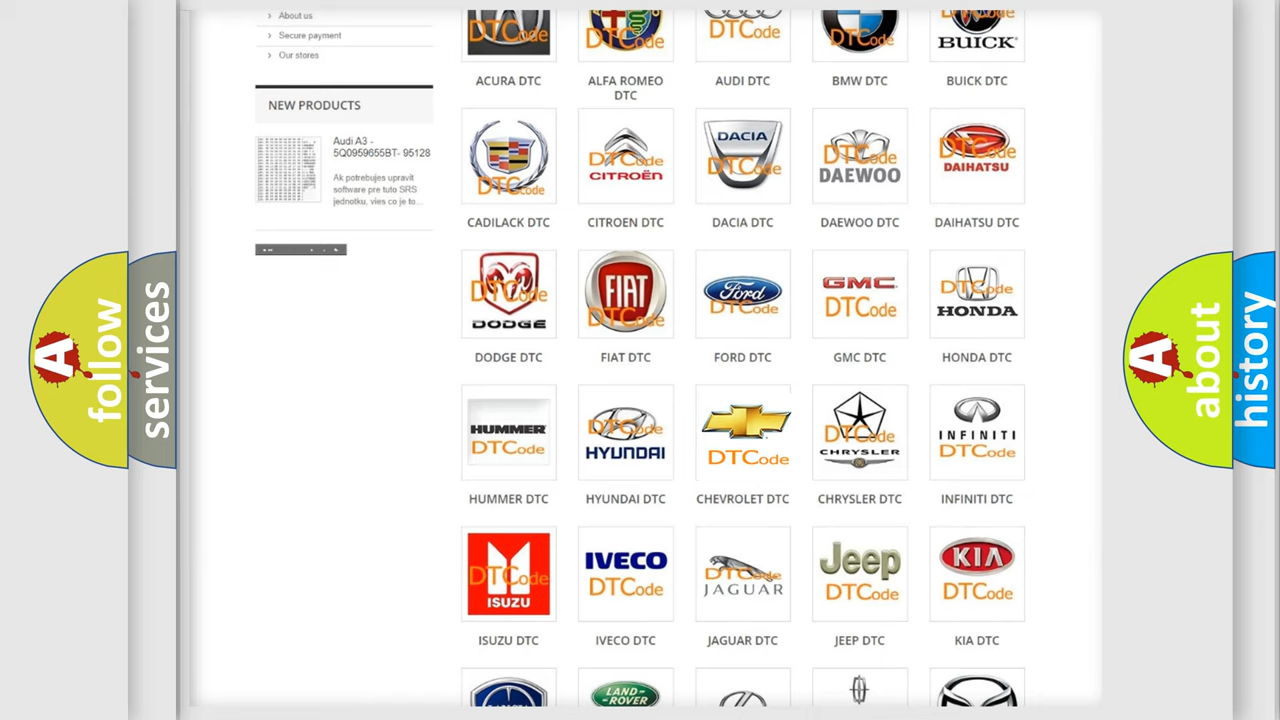 About us
Secure payment
Our stores
NEW PRODUCTS
Audi A3 -
5Q0959655BT- 95128
Ak potrebujes upravit
software pre tuto SRS
jednotku, vies co je to...
DTCode
DTCode
DTCode
DTCode
BUICK
ACURA DTC
ALFA ROMEO
DTC
AUDI DTC
BMW DTC
BUICK DTC
DTCode
DTCode
CITROËN
DACIA
DTCode
DTCode
DAEWOO
DTCode
DAIHATSU
CADILACK DTC
CITROEN DTC
DACIA DTC
DAEWOO DTC
DAIHATSU DTC
DTCode
DODGE
FIAT
DTCode
Ford
DTCode
GMC
DTCode
DTCode
HONDA
DODGE DTC
FIAT DTC
FORD DTC
GMC DTC
HONDA DTC
HUMMER
DTCode
DTCode
HYUNDAI
DTCode
DTCode
CHRYSLER
INFINITI
DTCode
HUMMER DTC
HYUNDAI DTC
CHEVROLET DTC
CHRYSLER DTC
INFINITI DTC
DTCode
ISUZU
IVECO
DTCode
DTCode
JAGUAR
Jeep
DTCode
KIA
DTCode
ISUZU DTC
IVECO DTC
JAGUAR DTC
JEEP DTC
KIA DTC
LAND-
ROVER
A
follow
services
A
about
history